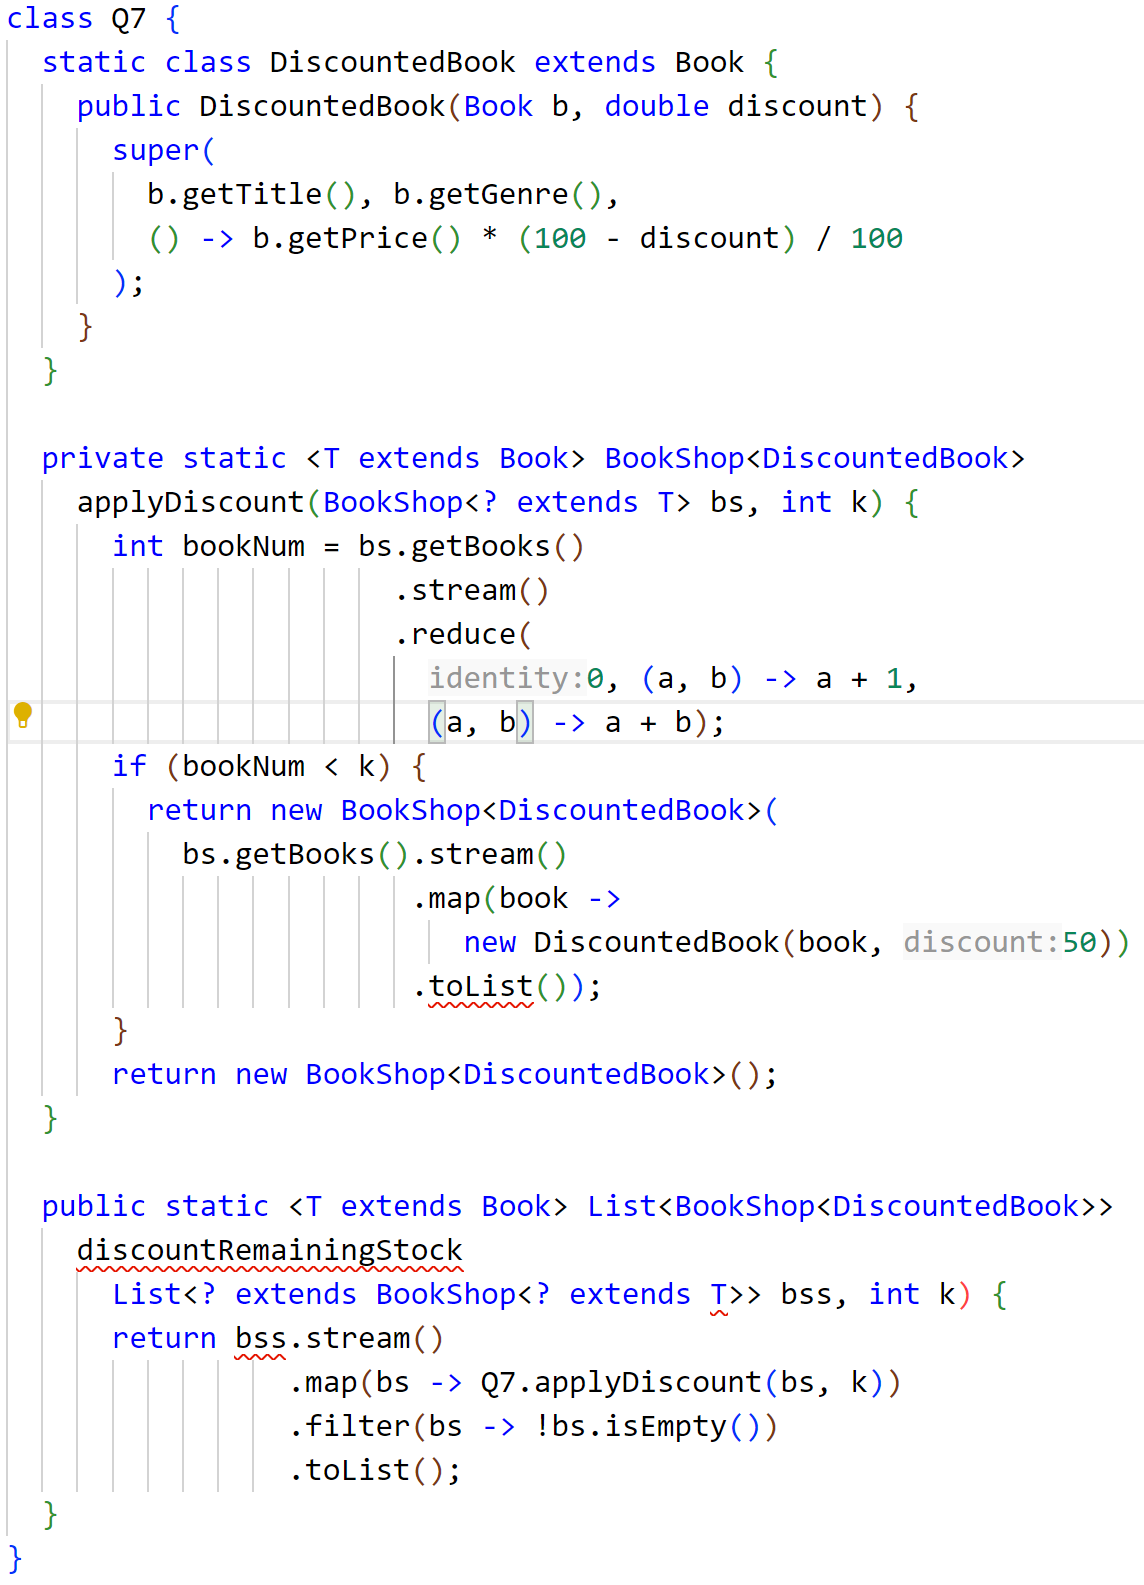 class Q7 {
static class DiscountedBook extends Book {
public DiscountedBook(Book b, double discount) {
super(
b.getTitle(), b.getGenre(),
() -> b.getPrice() * (100 - discount) / 100
);
}
}
private static <T extends Book> BookShop<DiscountedBook>
applyDiscount(BookShop<? extends T> bs, int k) {
int bookNum = bs.getBooks()
.stream()
.reduce(
identity:0, (a, b) -> a + 1,
(a, b) -> a + b);
if (bookNum < k) {
return new BookShop<DiscountedBook>(
bs.getBooks().stream()
.map(book ->
new DiscountedBook(book, discount:50))
.toList());
}
return new BookShop<DiscountedBook>();
}
public static <T extends Book> List<BookShop<DiscountedBook>>
discountRemainingStock
List<? extends BookShop<? extends T>> bss, int k) {
return bss.stream()
.map(bs -> Q7.applyDiscount(bs, k))
.filter(bs -> !bs.isEmpty())
.toList();
}
}